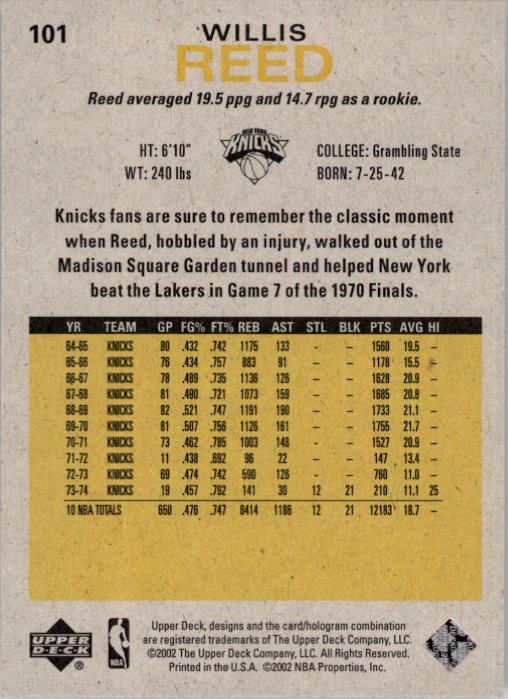 101
WILLIS
REED
Reed averaged 19.5 ppg and 14.7 rpg as a rookie.
HT: 6'10"
WT: 240 lbs
NEW YORK
KNICKS
COLLEGE: Grambling State
BORN: 7-25-42
Knicks fans are sure to remember the classic moment
when Reed, hobbled by an injury, walked out of the
Madison Square Garden tunnel and helped New York
beat the Lakers in Game 7 of the 1970 Finals.
YR TEAM GP FG% FT% REB AST STL BLK PTS AVG HI
64-65 KNICKS 80 .432 .742 1175 133 - - 1560 19.5 -
65-66 KNICKS 76 .434 .757 883 91 - - 1178 15.5 -
66-67 KNICKS 78 .489 .735 1136 126 - - 1628 20.9 -
67-68 KNICKS 81 .490 .721 1073 159 - - 1685 20.8 -
68-69 KNICKS 82 .521 .747 1191 190 - - 1733 21.1 -
69-70 KNICKS 81 .507 .756 1126 161 - - 1755 21.7 -
70-71 KNICKS 73 .462 .785 1003 148 - - 1527 20.9 -
71-72 KNICKS 11 .438 .692 96 22 - - 147 13.4 -
72-73 KNICKS 69 .474 .742 590 126 - - 760 11.0 -
73-74 KNICKS 19 .457 .792 141 30 12 21 210 11.1 25
10 NBA TOTALS 650 .476 .747 8414 1186 12 21 12183 18.7 -
UPPER
DECK
®
NBA
Upper Deck, designs and the card/hologram combination
are registered trademarks of The Upper Deck Company, LLC.
©2002 The Upper Deck Company, LLC. All Rights Reserved.
Printed in the U.S.A. ©2002 NBA Properties, Inc.